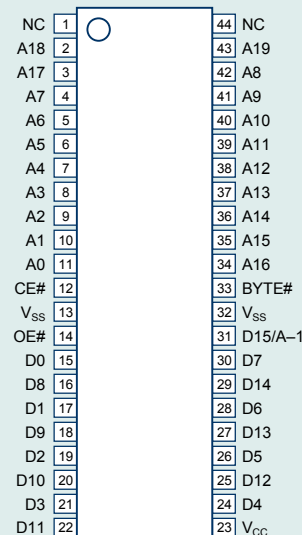 NC 1 44 NC
A18 2 43 A19
A17 3 42 A8
A7 4 41 A9
A6 5 40 A10
A5 6 39 A11
A4 7 38 A12
A3 8 37 A13
A2 9 36 A14
A1 10 35 A15
A0 11 34 A16
CE# 12 33 BYTE#
VSS 13 32 VSS
OE# 14 31 D15/A–1
D0 15 30 D7
D8 16 29 D14
D1 17 28 D6
D9 18 27 D13
D2 19 26 D5
D10 20 25 D12
D3 21 24 D4
D11 22 23 VCC